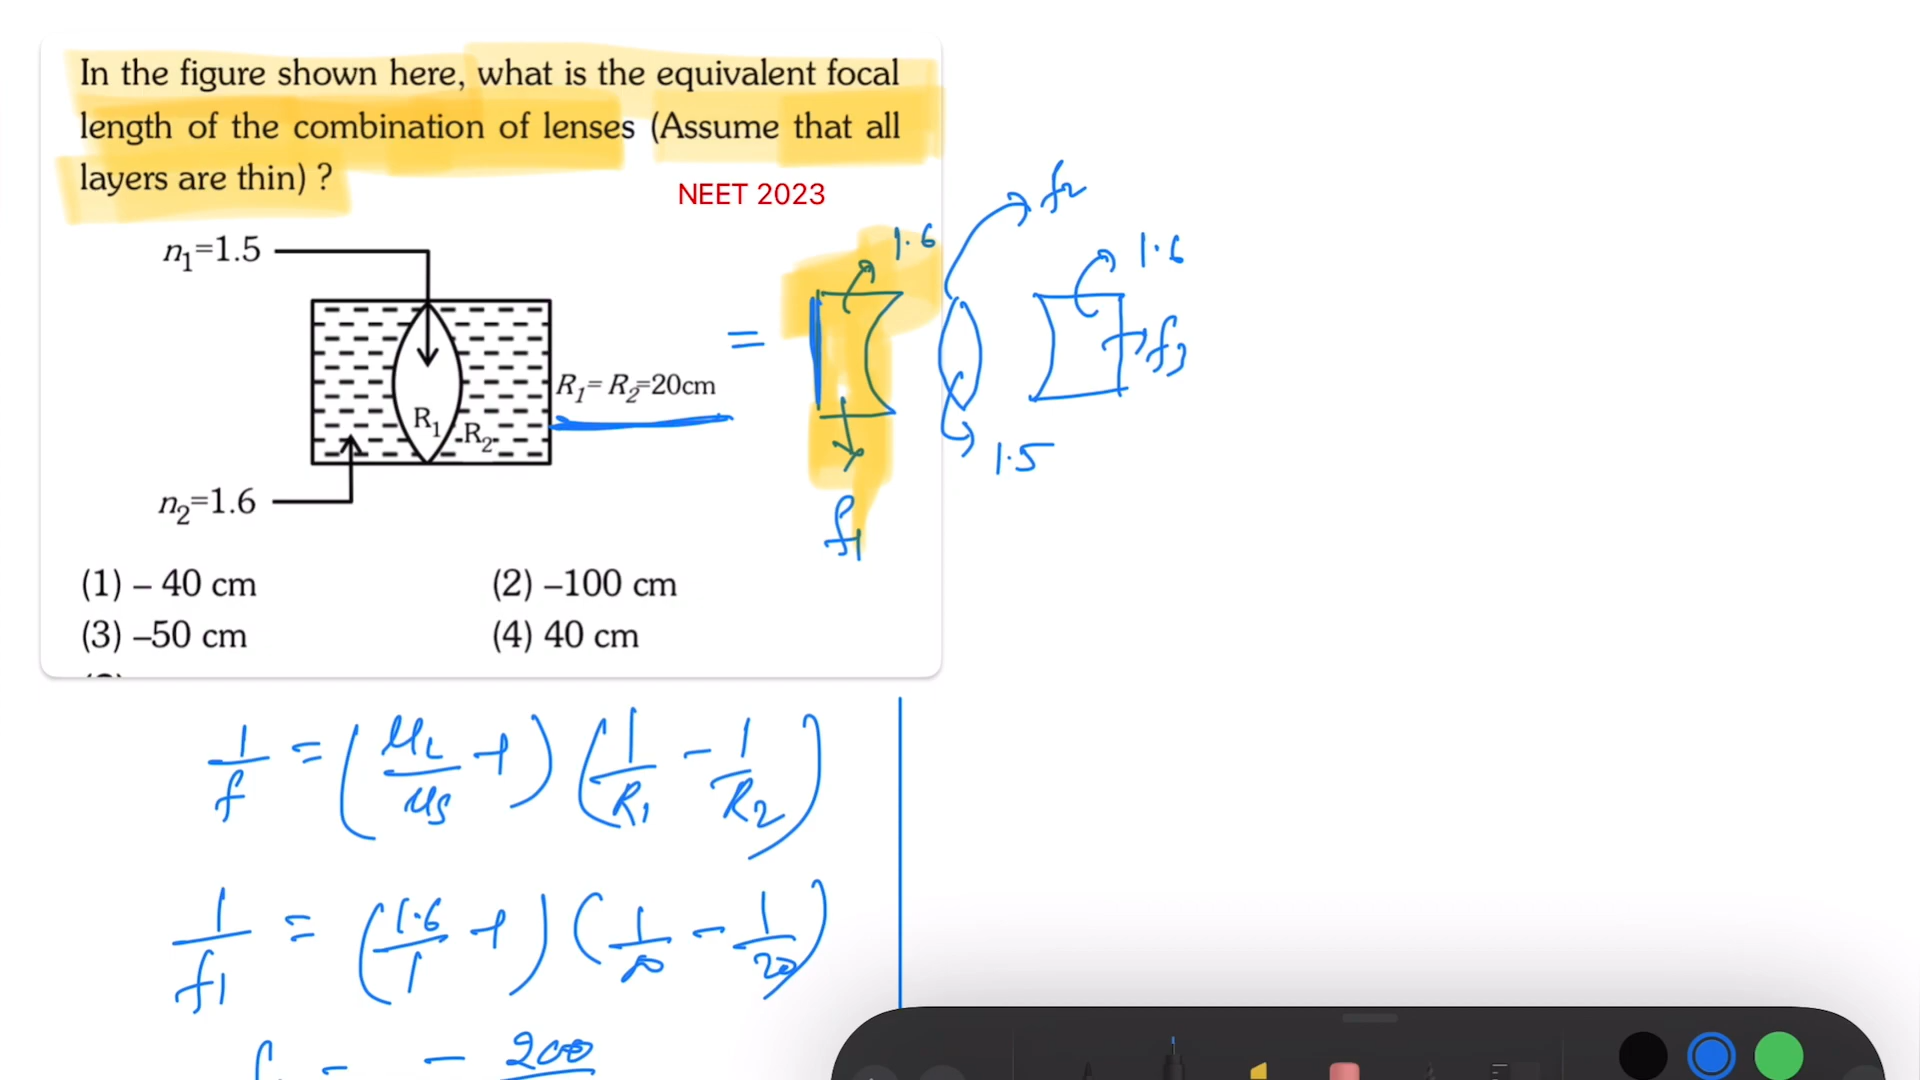 In the figure shown here, what is the equivalent focal
length of the combination of lenses (Assume that all
layers are thin) ?
NEET 2023
n₁=1.5
R₁= R₂=20cm
R₁
R₂
n₂=1.6
(1) – 40 cm
(2) –100 cm
(3) –50 cm
(4) 40 cm
=
1.6
f₂
1.6
f₃
1.5
f₁
1/f = (μL/μs - 1) (1/R₁ - 1/R₂)
1/f₁ = (1.6/1 - 1) (1/∞ - 1/20)
= - 200